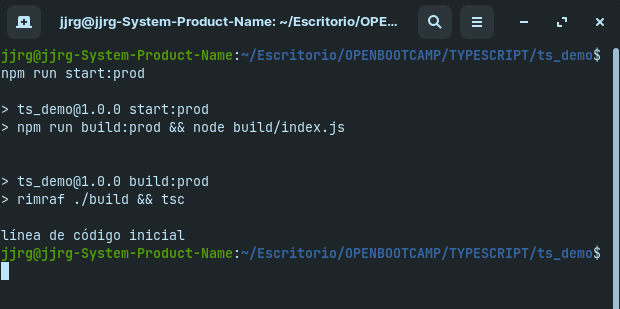 jjrg@jjrg-System-Product-Name: ~/Escritorio/OPE...
jjrg@jjrg-System-Product-Name:~/Escritorio/OPENBOOTCAMP/TYPESCRIPT/ts_demo$
npm run start:prod
> ts_demo@1.0.0 start:prod
> npm run build:prod && node build/index.js
> ts_demo@1.0.0 build:prod
> rimraf ./build && tsc
línea de código inicial
jjrg@jjrg-System-Product-Name:~/Escritorio/OPENBOOTCAMP/TYPESCRIPT/ts_demo$